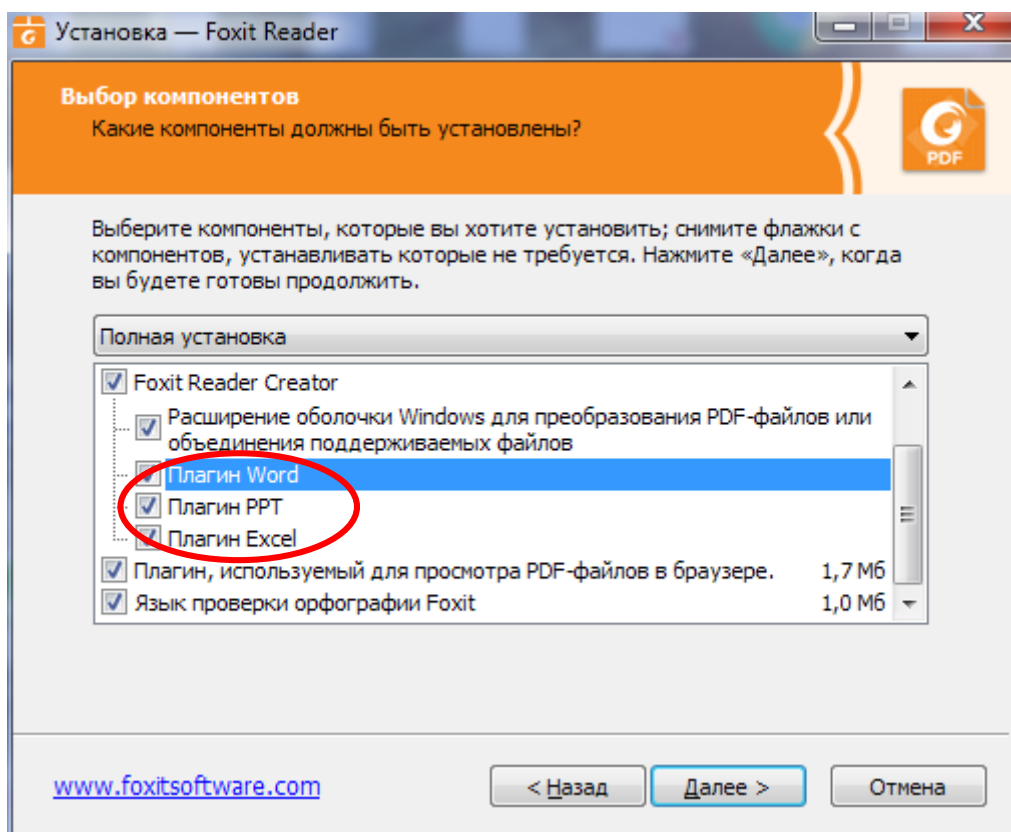 Установка — Foxit Reader
Выбор компонентов
Какие компоненты должны быть установлены?
PDF
Выберите компоненты, которые вы хотите установить; снимите флажки с
компонентов, устанавливать которые не требуется. Нажмите «Далее», когда
вы будете готовы продолжить.
Полная установка
Foxit Reader Creator
Расширение оболочки Windows для преобразования PDF-файлов или
объединения поддерживаемых файлов
Плагин Word
Плагин PPT
Плагин Excel
Плагин, используемый для просмотра PDF-файлов в браузере. 1,7 Мб
Язык проверки орфографии Foxit 1,0 Мб
www.foxitsoftware.com < Назад Далее > Отмена